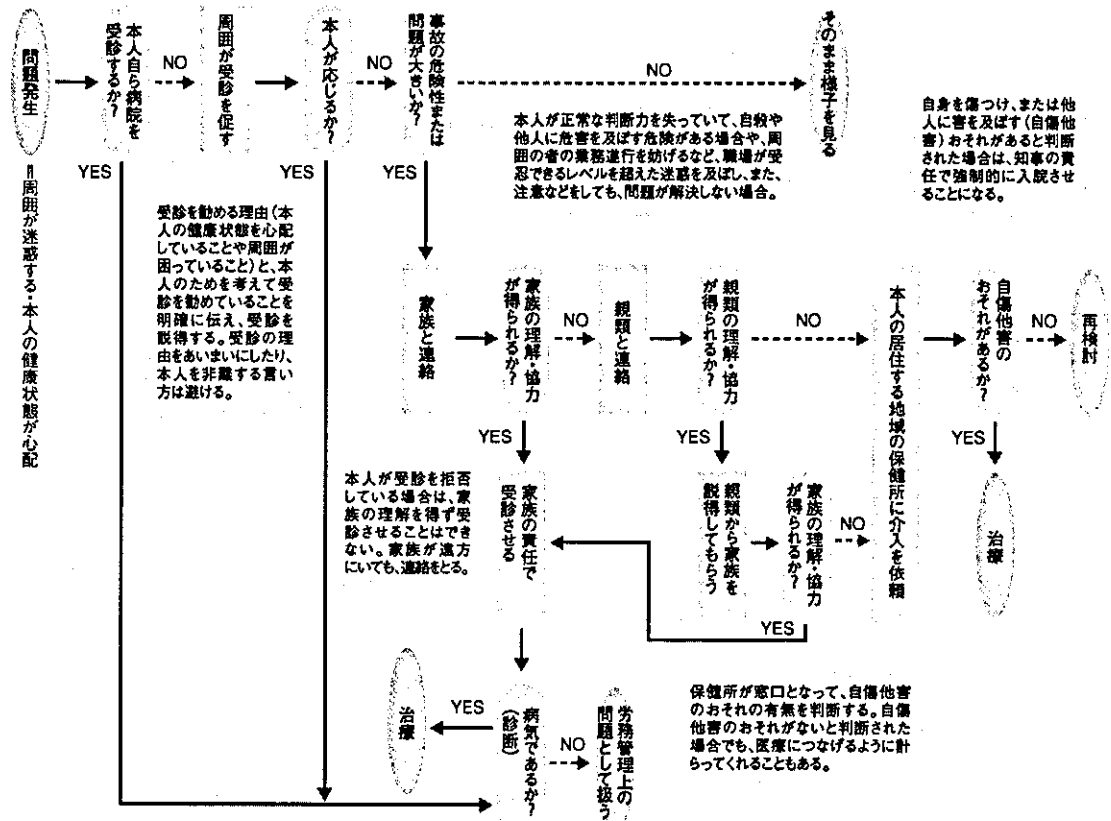 問題発生
=周囲が迷惑する・本人の健康状態が心配
本人自ら病院を
受診するか?
NO
YES
周囲が受診を促す
本人が応じるか?
NO
YES
事故の危険性または
問題が大きいか?
NO
YES
そのまま様子を見る
受診を勧める理由(本
人の健康状態を心配
していることや周囲が
困っていること)と、本
人のためを考えて受
診を勧めていることを
明確に伝え、受診を
説得する。受診の理
由をあいまいにしたり、
本人を非難する言い
方は避ける。
本人が正常な判断力を失っていて、自殺や
他人に危害を及ぼす危険がある場合や、周
囲の者の業務遂行を妨げるなど、職場が受
忍できるレベルを超えた迷惑を及ぼし、また、
注意などをしても、問題が解決しない場合。
自身を傷つけ、または他
人に害を及ぼす(自傷他
害)おそれがあると判断
された場合は、知事の責
任で強制的に入院させ
ることになる。
家族と連絡
家族の理解・協力
が得られるか?
NO
YES
親類と連絡
親類の理解・協力
が得られるか?
NO
YES
本人の居住する地域の保健所に介入を依頼
自傷他害の
おそれがあるか?
NO
YES
再検討
治療
本人が受診を拒否
している場合は、家
族の理解を得ず受
診させることはでき
ない。家族が遠方
にいても、連絡をとる。
家族の責任で
受診させる
親類から家族を
説得してもらう
家族の理解・協力
が得られるか?
NO
YES
病気であるか?
(診断)
YES
治療
NO
労務管理上の
問題として扱う
保健所が窓口となって、自傷他害
のおそれの有無を判断する。自傷
他害のおそれがないと判断された
場合でも、医療につなげるように計
らってくれることもある。